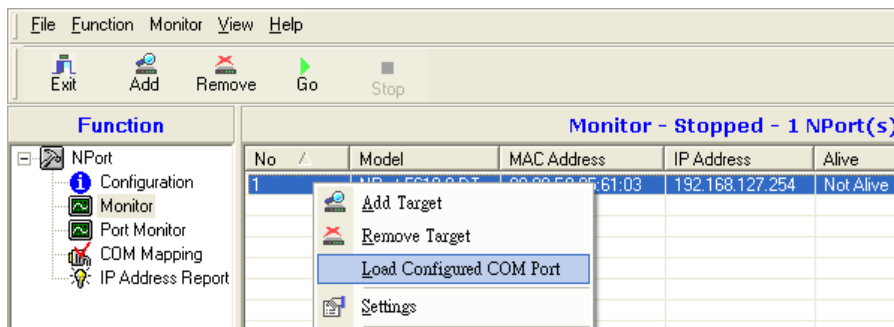 File Function Monitor View Help
Exit Add Remove Go Stop
Function
Monitor - Stopped - 1 NPort(s)
No Model MAC Address IP Address Alive
NPort
Configuration
Monitor
Port Monitor
COM Mapping
IP Address Report
1 :61:03 192.168.127.254 Not Alive
Add Target
Remove Target
Load Configured COM Port
Settings